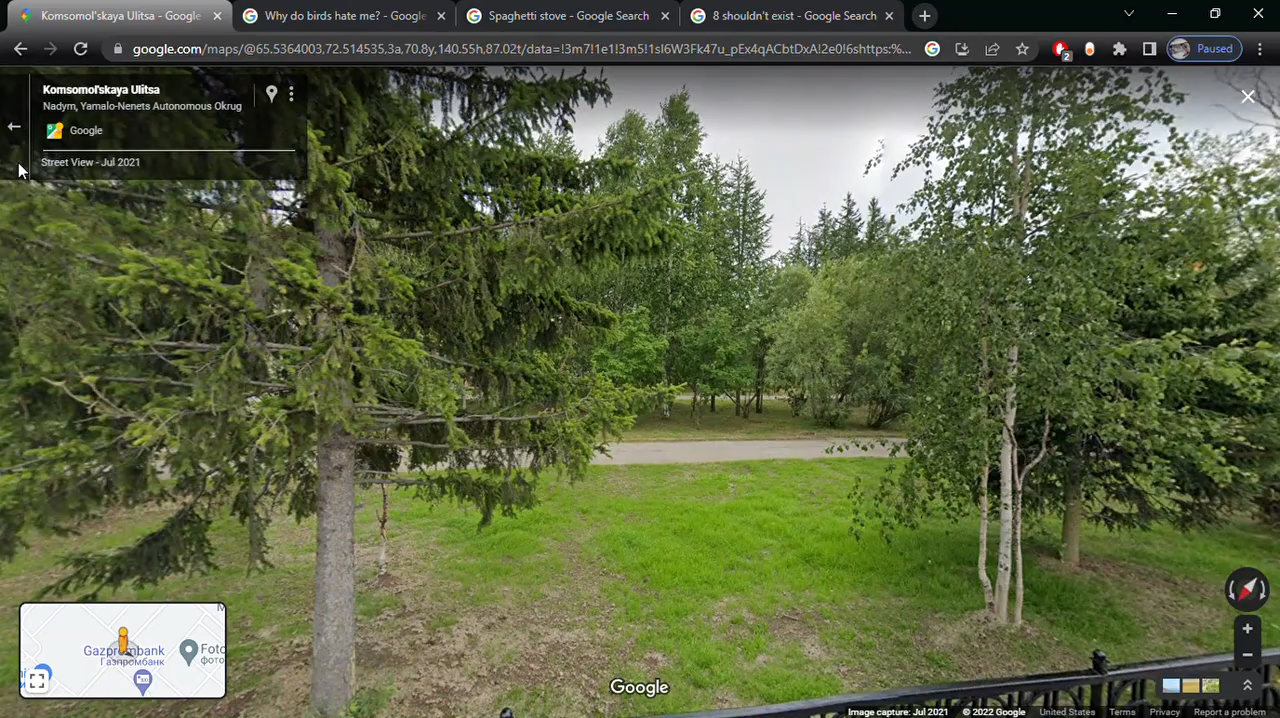 Komsomol'skaya Ulitsa - Google
Why do birds hate me? - Google
Spaghetti stove - Google Search
8 shouldn't exist - Google Search
google.com/maps/@65.5364003,72.514535,3a,70.8y,140.55h,87.02t/data=!3m7!1e1!3m5!1sI6W3Fk47u_pEx4qACbtDxA!2e0!6shttps:%...
2
Paused
Komsomol'skaya Ulitsa
Nadym, Yamalo-Nenets Autonomous Okrug
Google
Street View - Jul 2021
Gazprombank
Газпромбанк
Foto
фото
М
и
Google
Image capture: Jul 2021 © 2022 Google United States Terms Privacy Report a problem